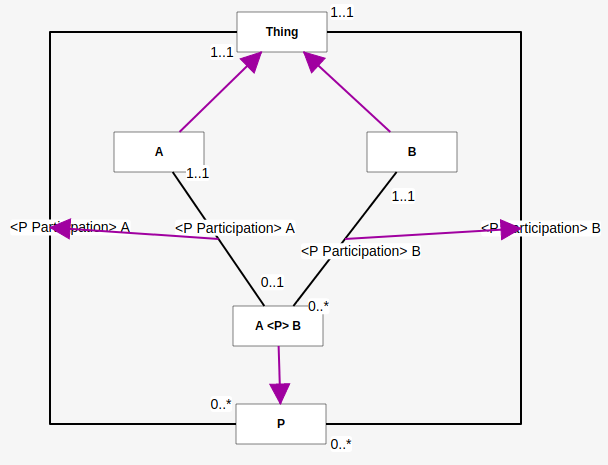 1..1
Thing
1..1
A
B
1..1
1..1
<P Participation> A
<P Participation> A
<P Participation> B
<P Participation> B
0..1
0..*
A <P> B
0..*
P
0..*